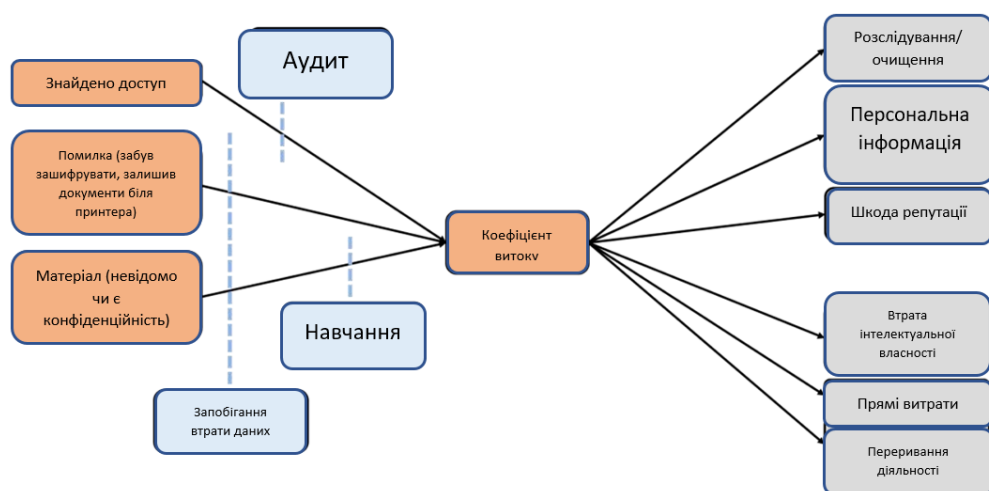 Аудит
Знайдено доступ
Помилка (забув
зашифрувати, залишив
документи біля
принтера)
Матеріал (невідомо
чи є
конфіденційність)
Навчання
Запобігання
втрати даних
Коефіцієнт
витоку
Розслідування/
очищення
Персональна
інформація
Шкода репутації
Втрата
інтелектуальної
власності
Прямі витрати
Переривання
діяльності